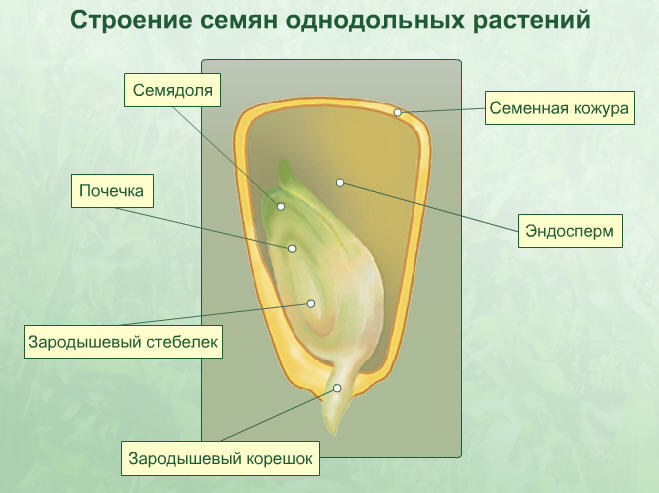 Строение семян однодольных растений
Семядоля
Семенная кожура
Почечка
Эндосперм
Зародышевый стебелек
Зародышевый корешок